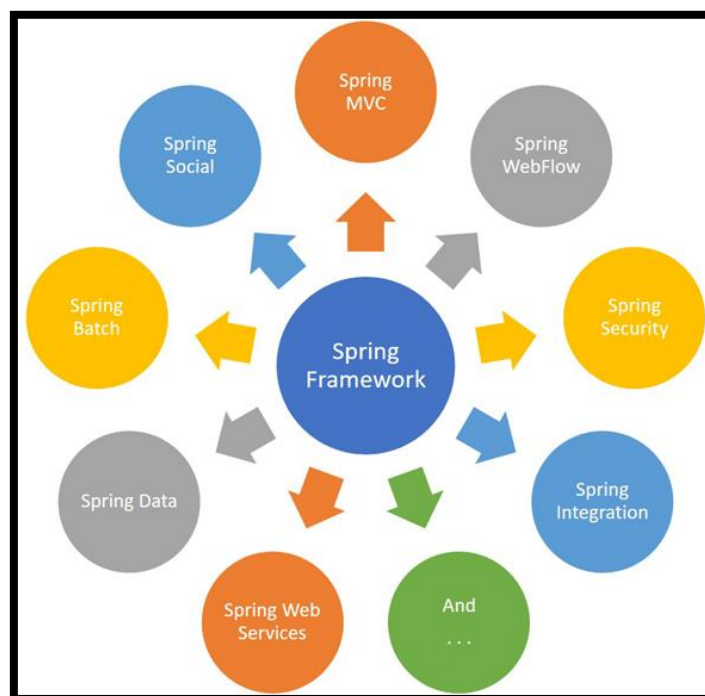 Spring
MVC
Spring
WebFlow
Spring
Security
Spring
Integration
And
. . .
Spring Web
Services
Spring Data
Spring
Batch
Spring
Social
Spring
Framework